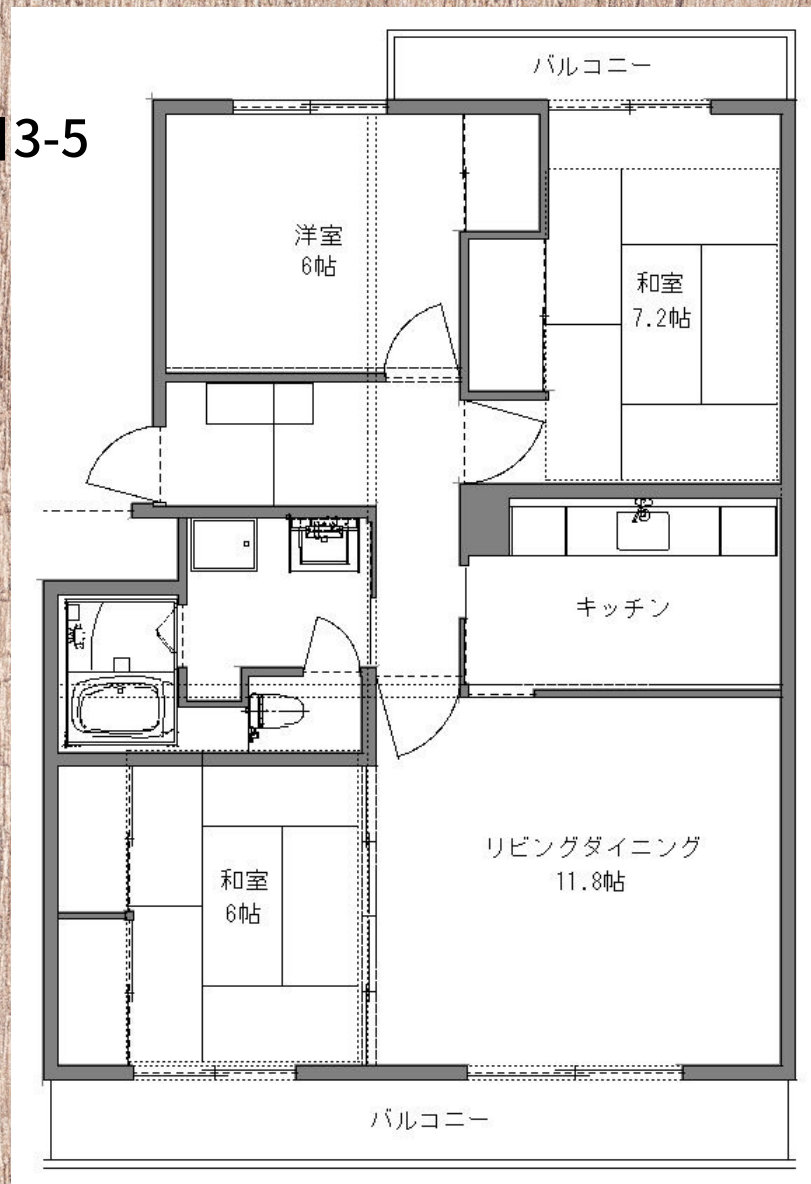 バルコニー
3-5
洋室
6帖
和室
7.2帖
キッチン
リビングダイニング
11.8帖
和室
6帖
バルコニー